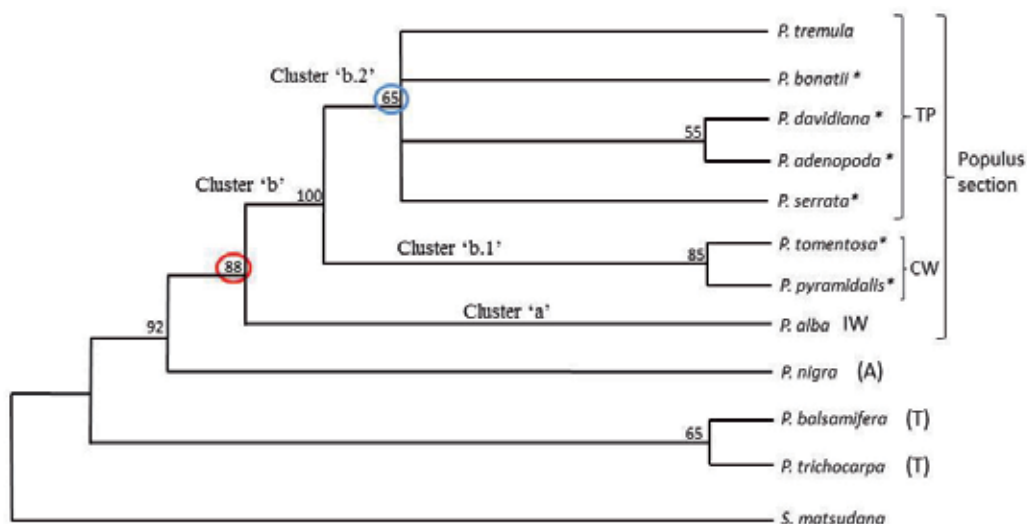 P. tremula
Cluster 'b.2'
65
P. bonatii *
P. davidiana *
TP
55
P. adenopoda *
Populus
section
Cluster 'b'
100
P. serrata*
Cluster 'b.1'
P. tomentosa*
85
CW
88
P. pyramidalis*
Cluster 'a'
P. alba IW
92
P. nigra (A)
P. balsamifera (T)
65
P. trichocarpa (T)
S. matsudana